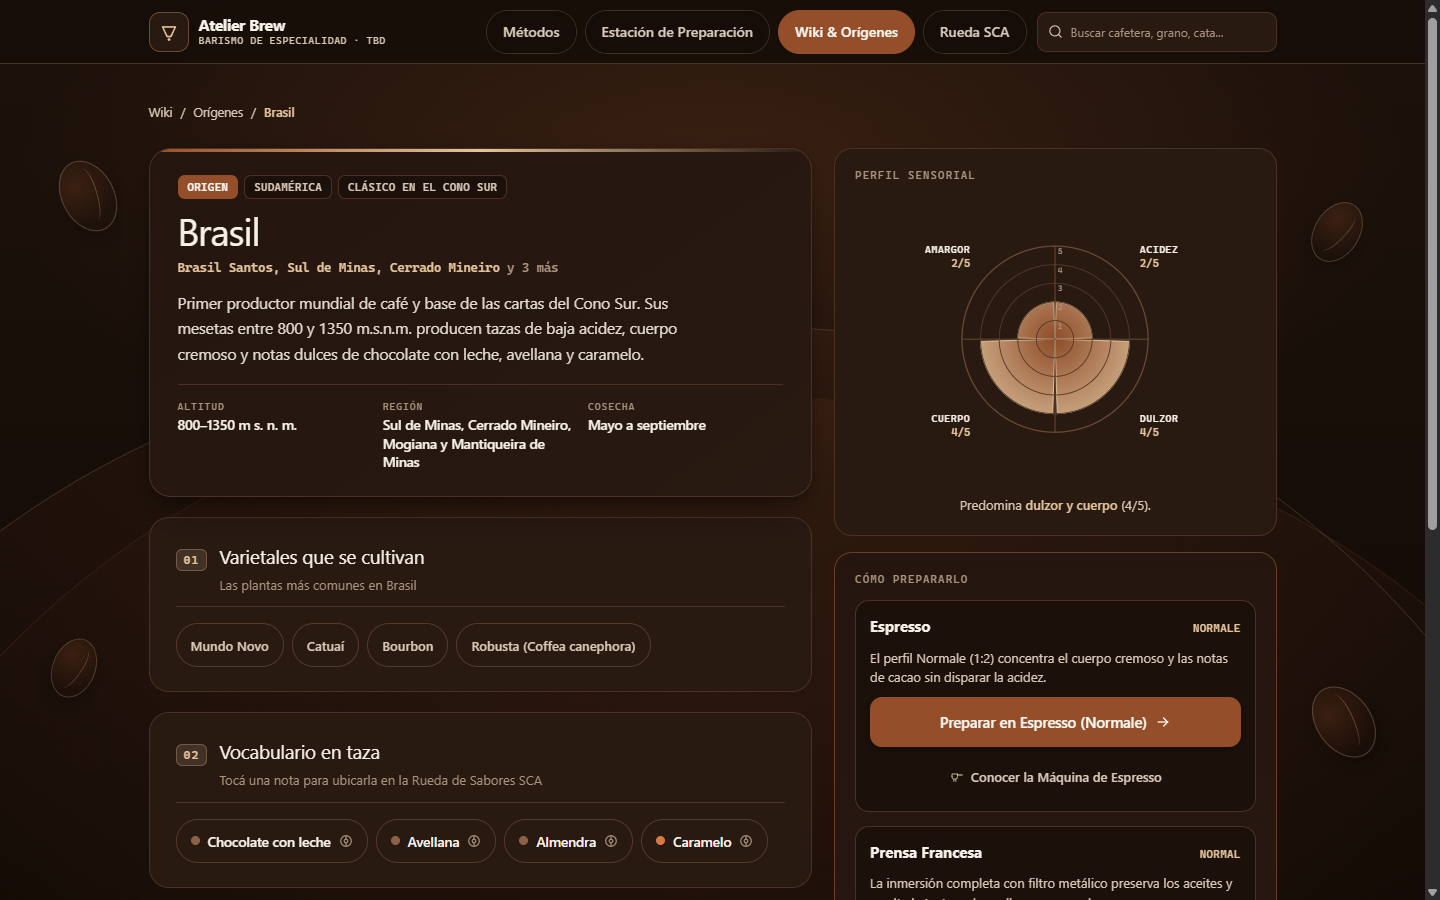 Atelier Brew
BARISMO DE ESPECIALIDAD · TBD
Métodos
Estación de Preparación
Wiki & Orígenes
Rueda SCA
Buscar cafetera, grano, cata...
Wiki / Orígenes / Brasil
ORIGEN
SUDAMÉRICA
CLÁSICO EN EL CONO SUR
Brasil
Brasil Santos, Sul de Minas, Cerrado Mineiro y 3 más
Primer productor mundial de café y base de las cartas del Cono Sur. Sus
mesetas entre 800 y 1350 m.s.n.m. producen tazas de baja acidez, cuerpo
cremoso y notas dulces de chocolate con leche, avellana y caramelo.
ALTITUD
800–1350 m s. n. m.
REGIÓN
Sul de Minas, Cerrado Mineiro,
Mogiana y Mantiqueira de
Minas
COSECHA
Mayo a septiembre
01
Varietales que se cultivan
Las plantas más comunes en Brasil
Mundo Novo
Catuaí
Bourbon
Robusta (Coffea canephora)
02
Vocabulario en taza
Tocá una nota para ubicarla en la Rueda de Sabores SCA
Chocolate con leche
Avellana
Almendra
Caramelo
PERFIL SENSORIAL
AMARGOR
2/5
ACIDEZ
2/5
5
4
3
1
CUERPO
4/5
DULZOR
4/5
Predomina dulzor y cuerpo (4/5).
CÓMO PREPARARLO
Espresso
NORMALE
El perfil Normale (1:2) concentra el cuerpo cremoso y las notas
de cacao sin disparar la acidez.
Preparar en Espresso (Normale) →
Conocer la Máquina de Espresso
Prensa Francesa
NORMAL
La inmersión completa con filtro metálico preserva los aceites y